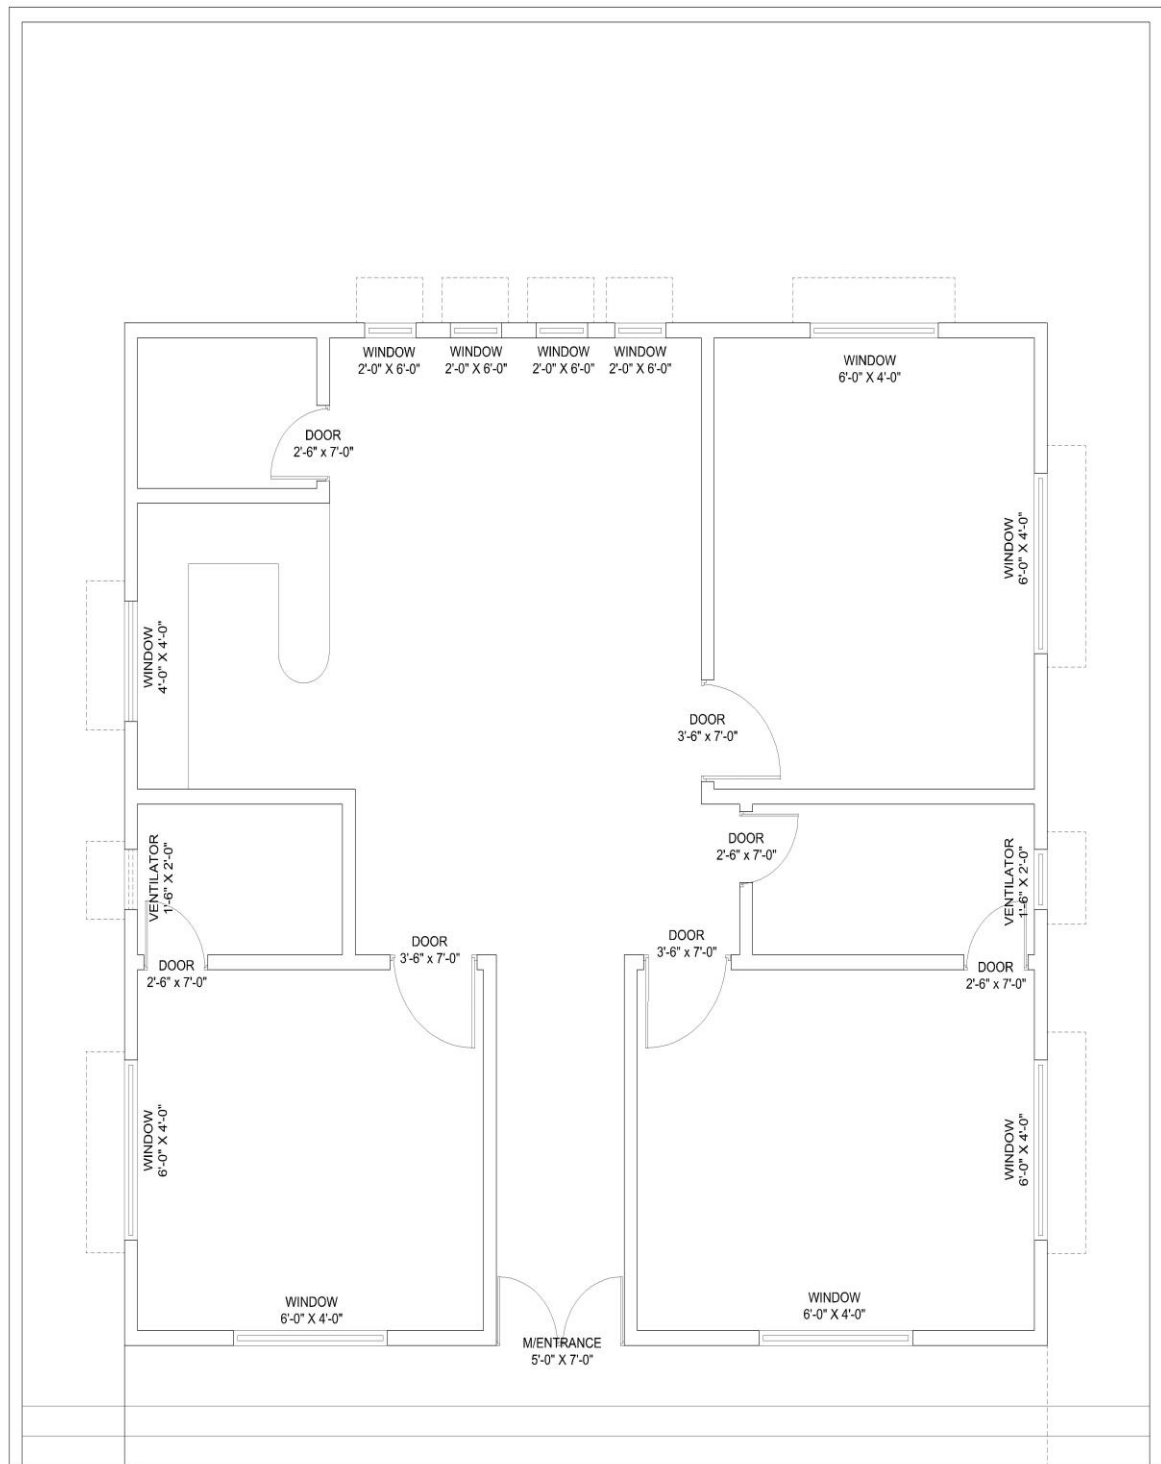 WINDOW
2'-0" X 6'-0"
WINDOW
2'-0" X 6'-0"
WINDOW
2'-0" X 6'-0"
WINDOW
2'-0" X 6'-0"
WINDOW
6'-0" X 4'-0"
DOOR
2'-6" x 7'-0"
WINDOW
6'-0" X 4'-0"
WINDOW
4'-0" X 4'-0"
DOOR
3'-6" x 7'-0"
DOOR
2'-6" x 7'-0"
VENTILATOR
1'-6" X 2'-0"
VENTILATOR
1'-6" X 2'-0"
DOOR
3'-6" x 7'-0"
DOOR
3'-6" x 7'-0"
DOOR
2'-6" x 7'-0"
DOOR
2'-6" x 7'-0"
WINDOW
6'-0" X 4'-0"
WINDOW
6'-0" X 4'-0"
WINDOW
6'-0" X 4'-0"
WINDOW
6'-0" X 4'-0"
M/ENTRANCE
5'-0" X 7'-0"